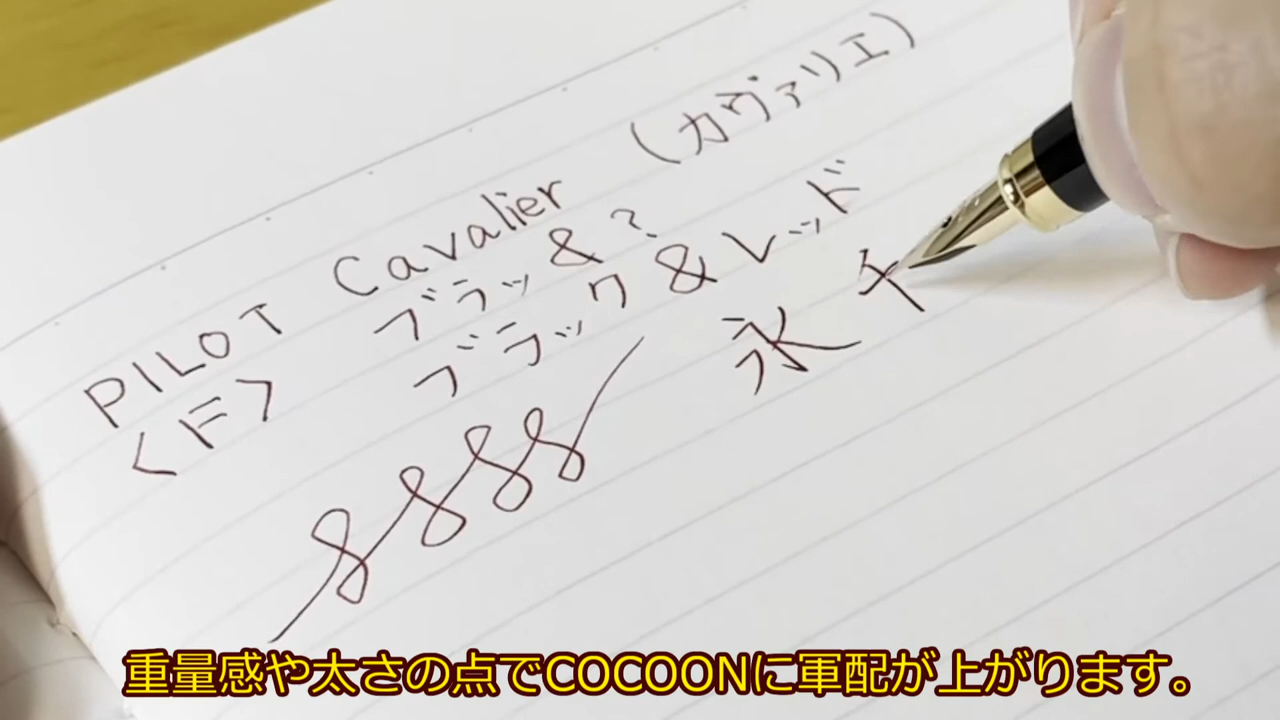 PILOT Cavalier (カヴァリエ)
<F> ブラッ&?
ブラック&レッド
ssss
永 千
重量感や太さの点でCOCOONに軍配が上がります。